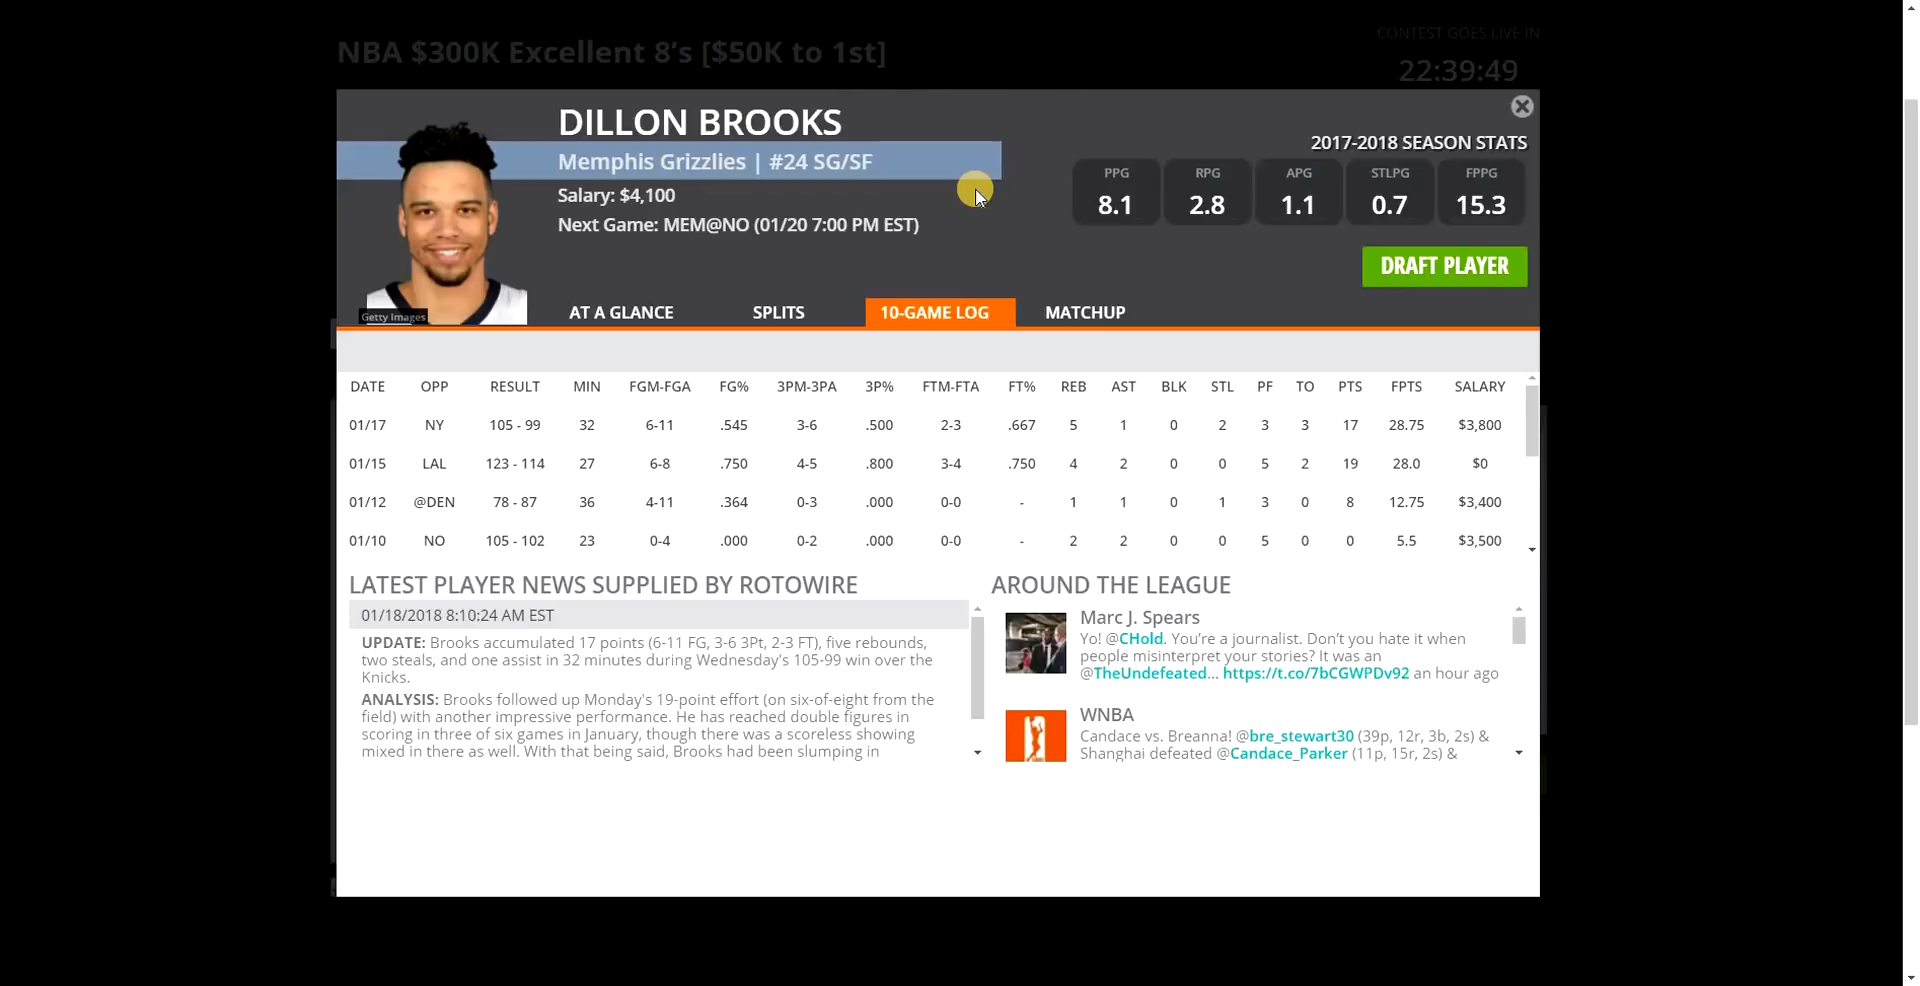 NBA $300K Excellent 8's [$50K to 1st]
CONTEST GOES LIVE IN
22:39:49
DILLON BROOKS
Memphis Grizzlies | #24 SG/SF
Salary: $4,100
Next Game: MEM@NO (01/20 7:00 PM EST)
2017-2018 SEASON STATS
PPG RPG APG STLPG FPPG
8.1 2.8 1.1 0.7 15.3
DRAFT PLAYER
Getty Images
AT A GLANCE SPLITS 10-GAME LOG MATCHUP
DATE OPP RESULT MIN FGM-FGA FG% 3PM-3PA 3P% FTM-FTA FT% REB AST BLK STL PF TO PTS FPTS SALARY
01/17 NY 105 - 99 32 6-11 .545 3-6 .500 2-3 .667 5 1 0 2 3 3 17 28.75 $3,800
01/15 LAL 123 - 114 27 6-8 .750 4-5 .800 3-4 .750 4 2 0 0 5 2 19 28.0 $0
01/12 @DEN 78 - 87 36 4-11 .364 0-3 .000 0-0 - 1 1 0 1 3 0 8 12.75 $3,400
01/10 NO 105 - 102 23 0-4 .000 0-2 .000 0-0 - 2 2 0 0 5 0 0 5.5 $3,500
LATEST PLAYER NEWS SUPPLIED BY ROTOWIRE
01/18/2018 8:10:24 AM EST
UPDATE: Brooks accumulated 17 points (6-11 FG, 3-6 3Pt, 2-3 FT), five rebounds,
two steals, and one assist in 32 minutes during Wednesday's 105-99 win over the
Knicks.
ANALYSIS: Brooks followed up Monday's 19-point effort (on six-of-eight from the
field) with another impressive performance. He has reached double figures in
scoring in three of six games in January, though there was a scoreless showing
mixed in there as well. With that being said, Brooks had been slumping in
AROUND THE LEAGUE
Marc J. Spears
Yo! @CHold. You're a journalist. Don't you hate it when
people misinterpret your stories? It was an
@TheUndefeated... https://t.co/7bCGWPDv92 an hour ago
WNBA
Candace vs. Breanna! @bre_stewart30 (39p, 12r, 3b, 2s) &
Shanghai defeated @Candace_Parker (11p, 15r, 2s) &